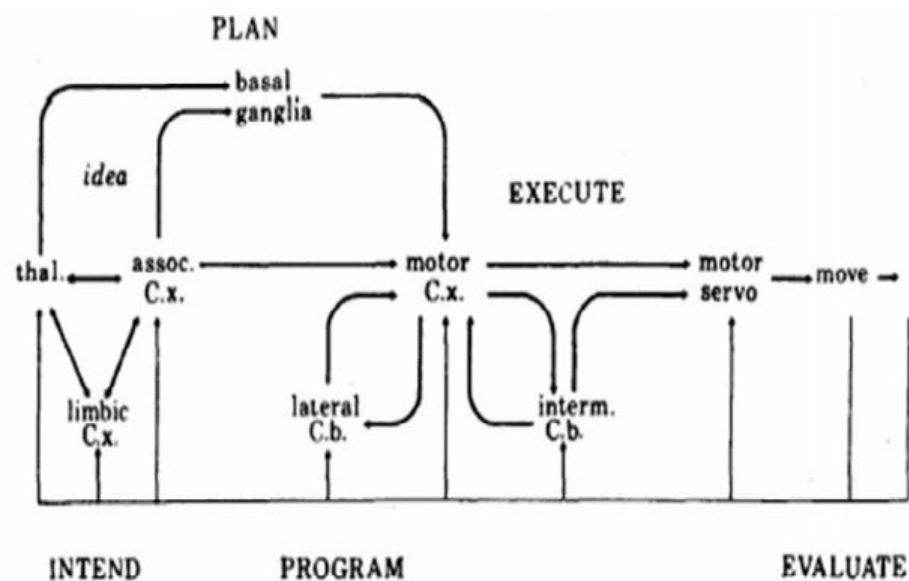 PLAN
basal
ganglia
idea
EXECUTE
thal.
assoc.
C.x.
motor
C.x.
motor
servo
move
limbic
C.x.
lateral
C.b.
interm.
C.b.
INTEND
PROGRAM
EVALUATE